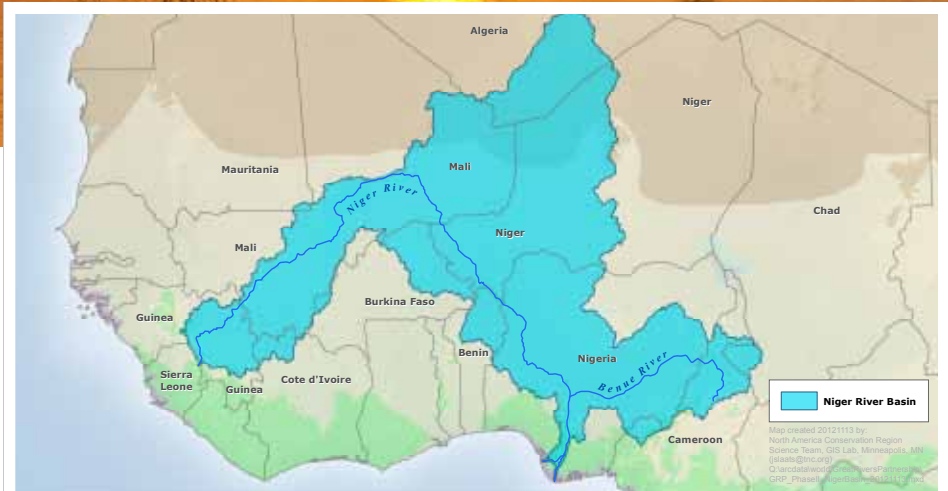 Algeria
Niger
Mauritania
Mali
Niger River
Chad
Niger
Mali
Burkina Faso
Guinea
Benin
Nigeria
Benue River
Sierra
Leone
Guinea
Cote d'Ivoire
Niger River Basin
Cameroon
Map created 20121113 by:
North America Conservation Region
Science Team, GIS Lab, Minneapolis, MN